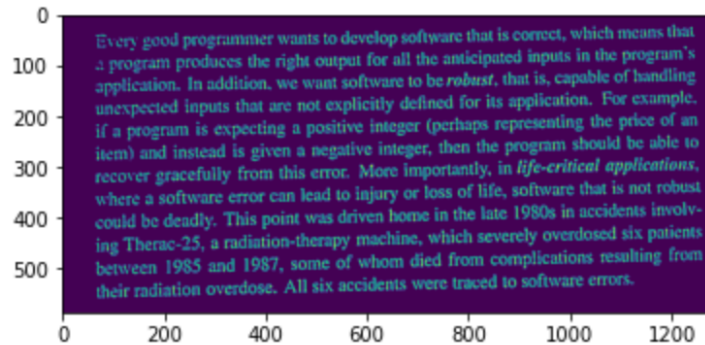 0
100
200
300
400
500
Every good programmer wants to develop software that is correct, which means that
a program produces the right output for all the anticipated inputs in the program's
application. In addition, we want software to be robust, that is, capable of handling
unexpected inputs that are not explicitly defined for its application. For example,
if a program is expecting a positive integer (perhaps representing the price of an
item) and instead is given a negative integer, then the program should be able to
recover gracefully from this error. More importantly, in life-critical applications,
where a software error can lead to injury or loss of life, software that is not robust
could be deadly. This point was driven home in the late 1980s in accidents involv-
ing Therac-25, a radiation-therapy machine, which severely overdosed six patients
between 1985 and 1987, some of whom died from complications resulting from
their radiation overdose. All six accidents were traced to software errors.
0 200 400 600 800 1000 1200